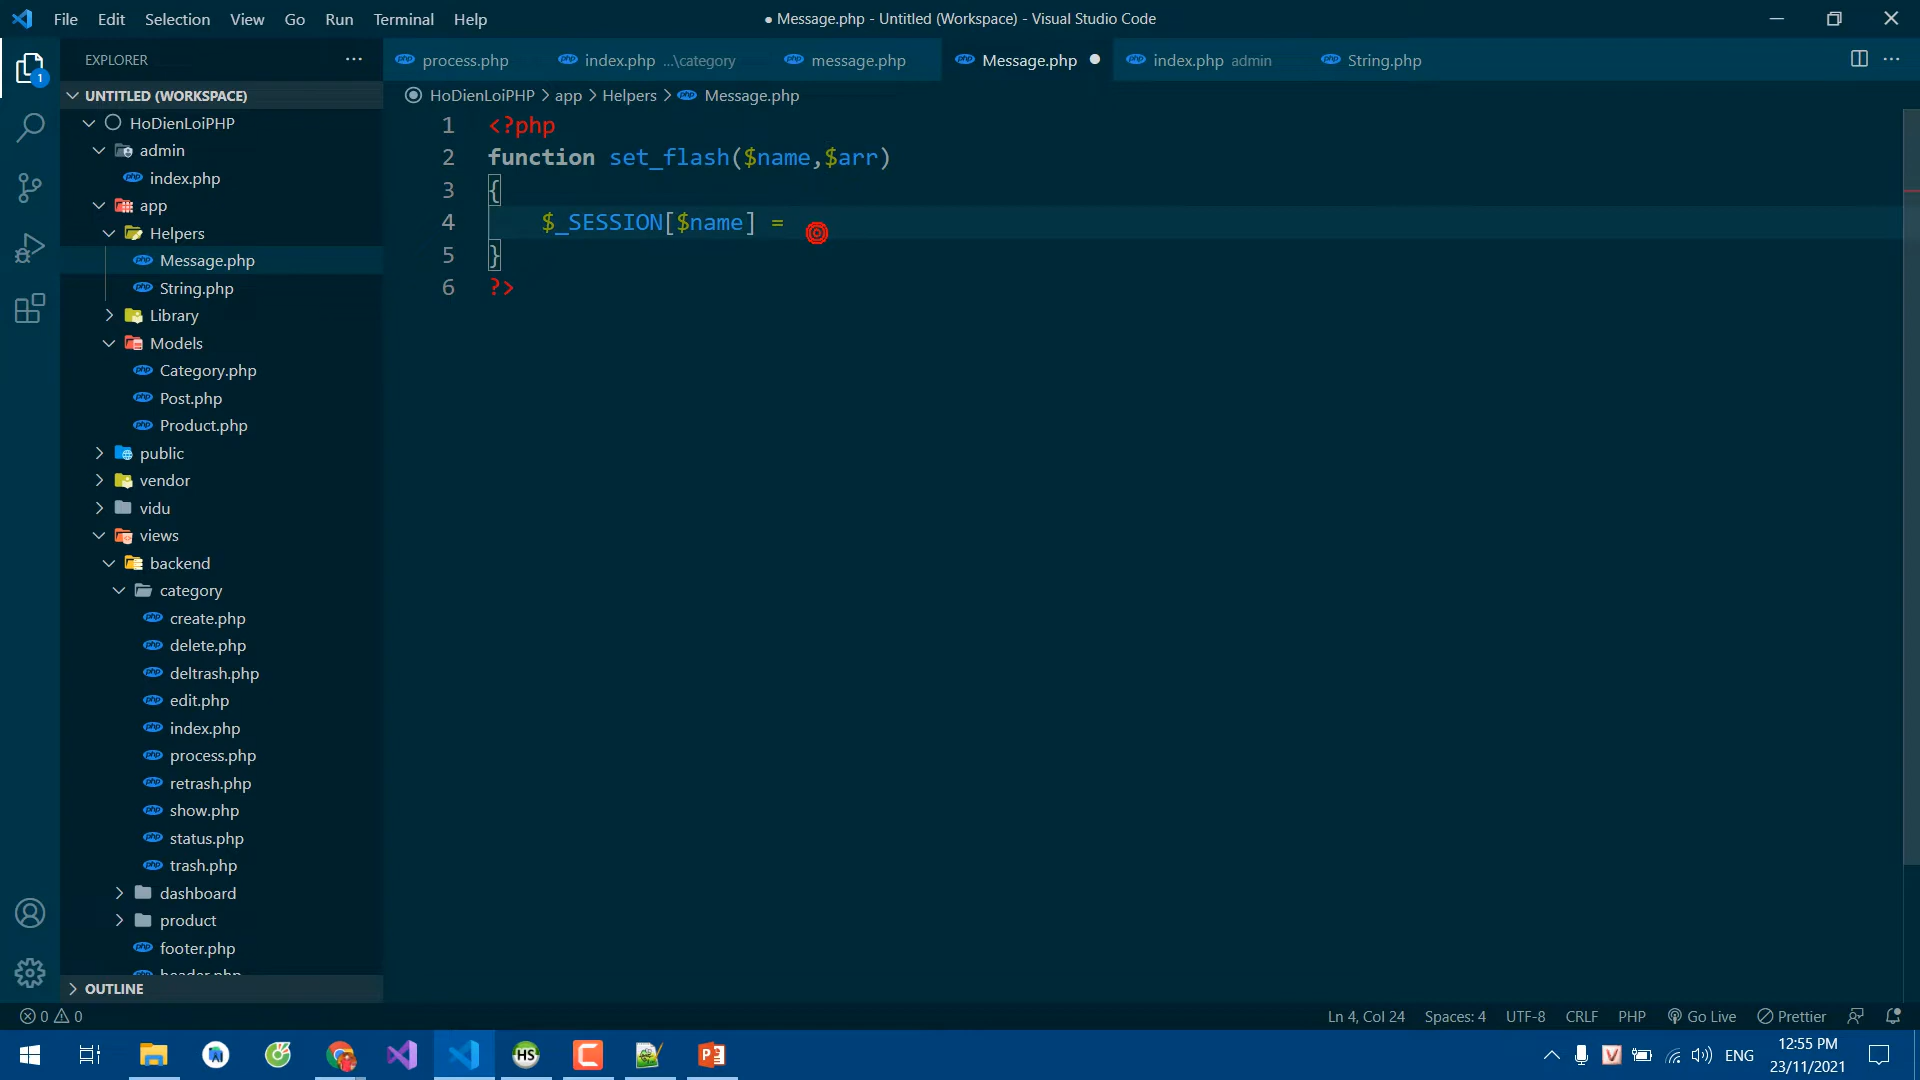 File Edit Selection View Go Run Terminal Help
● Message.php - Untitled (Workspace) - Visual Studio Code
EXPLORER
process.php
index.php ...\category
message.php
Message.php
index.php admin
String.php
UNTITLED (WORKSPACE)
HoDienLoiPHP > app > Helpers > Message.php
HoDienLoiPHP
admin
index.php
app
Helpers
Message.php
String.php
Library
Models
Category.php
Post.php
Product.php
public
vendor
vidu
views
backend
category
create.php
delete.php
deltrash.php
edit.php
index.php
process.php
retrash.php
show.php
status.php
trash.php
dashboard
product
footer.php
header.php
OUTLINE
1 <?php
2 function set_flash($name,$arr)
3 {
4     $_SESSION[$name] =
5 }
6 ?>
0 0
Ln 4, Col 24 Spaces: 4 UTF-8 CRLF PHP Go Live Prettier
1
HS
ENG
12:55 PM
23/11/2021